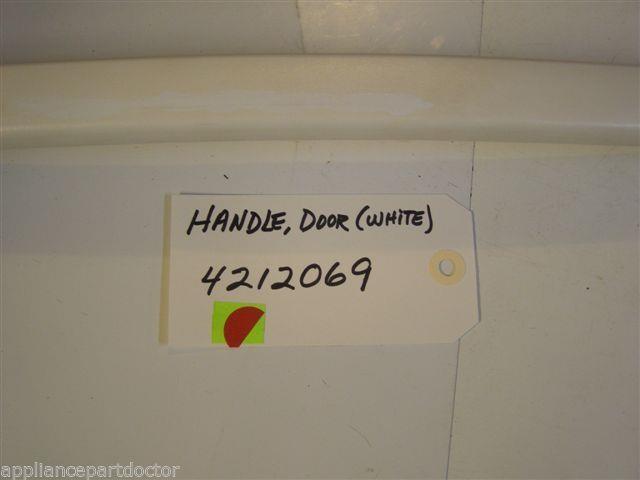 HANDLE, DOOR (WHITE)
4212069
appliancepartdoctor